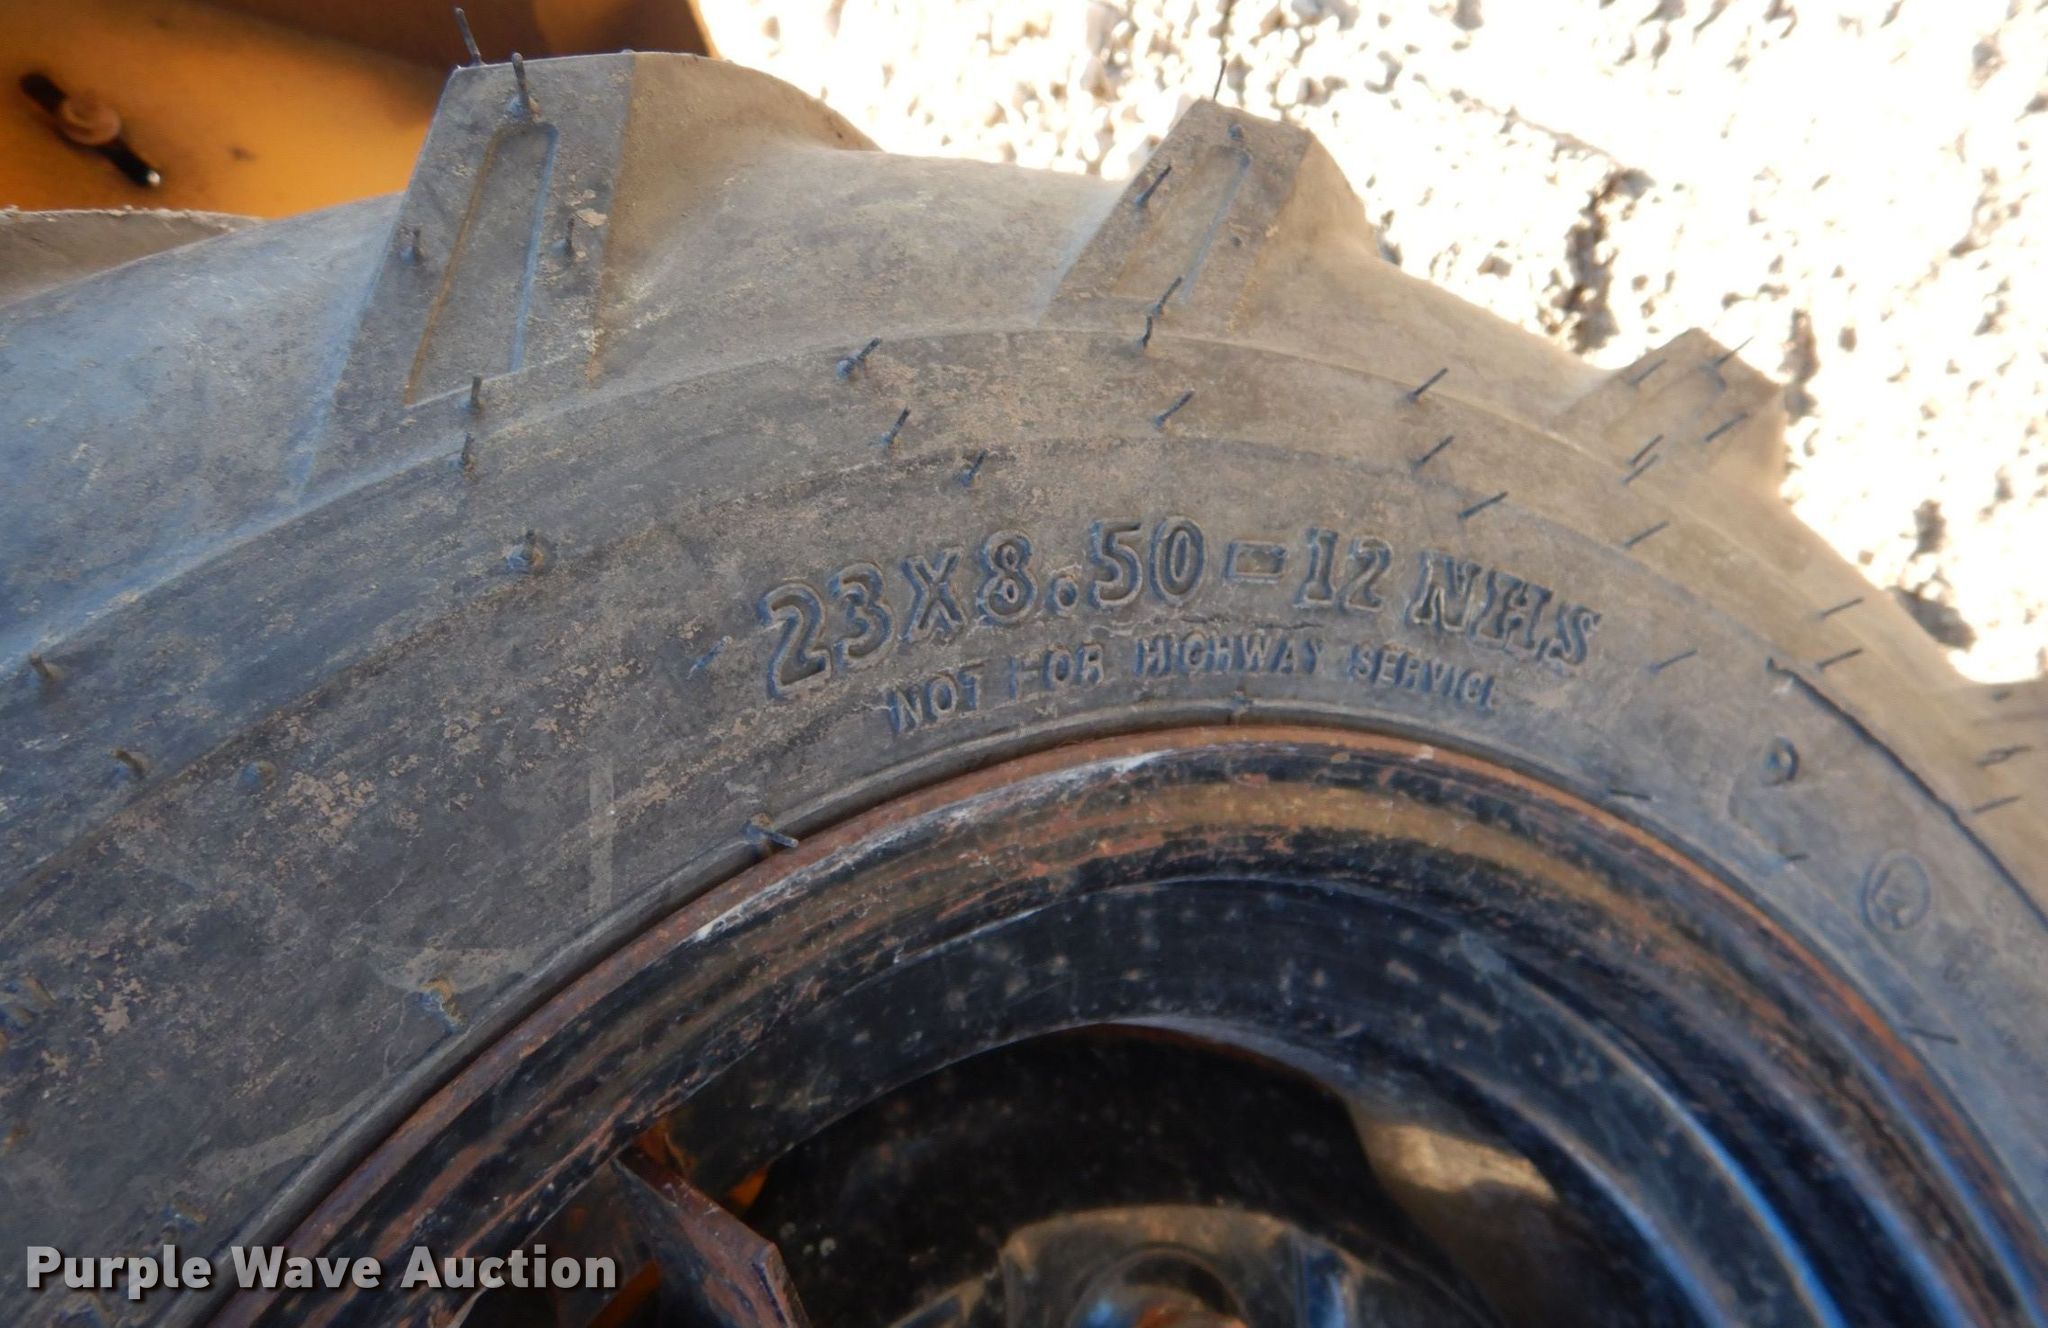 23X8.50-12 NHS
NOT FOR HIGHWAY SERVICE
Purple Wave Auction